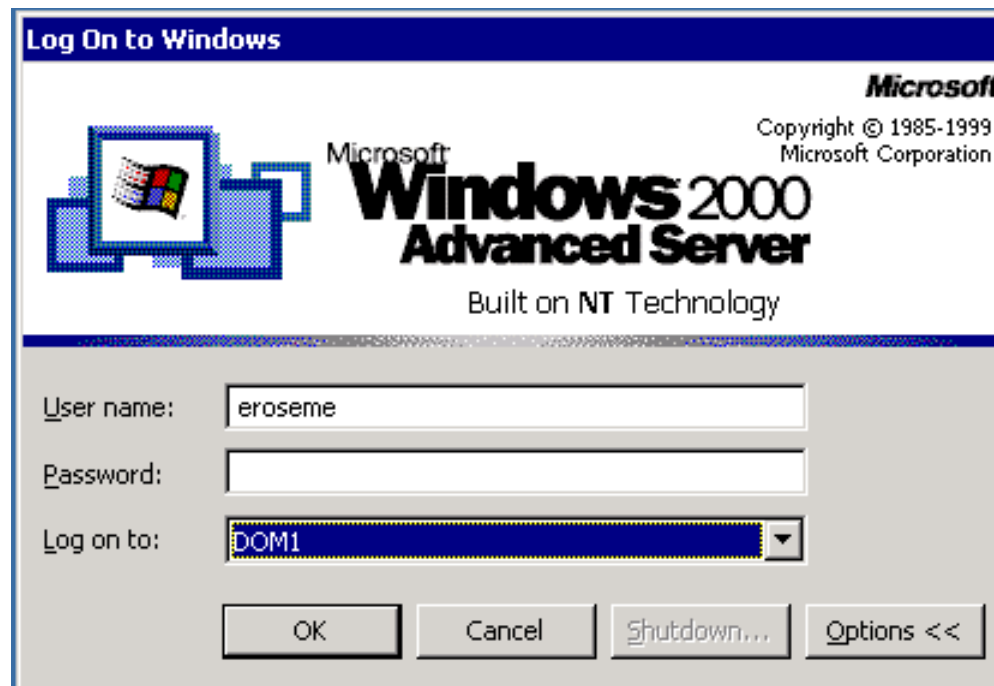 Log On to Windows
Microsoft
Copyright © 1985-1999
Microsoft Corporation
Microsoft
Windows 2000
Advanced Server
Built on NT Technology
User name: eroseme
Password:
Log on to: DOM1
OK Cancel Shutdown... Options <<